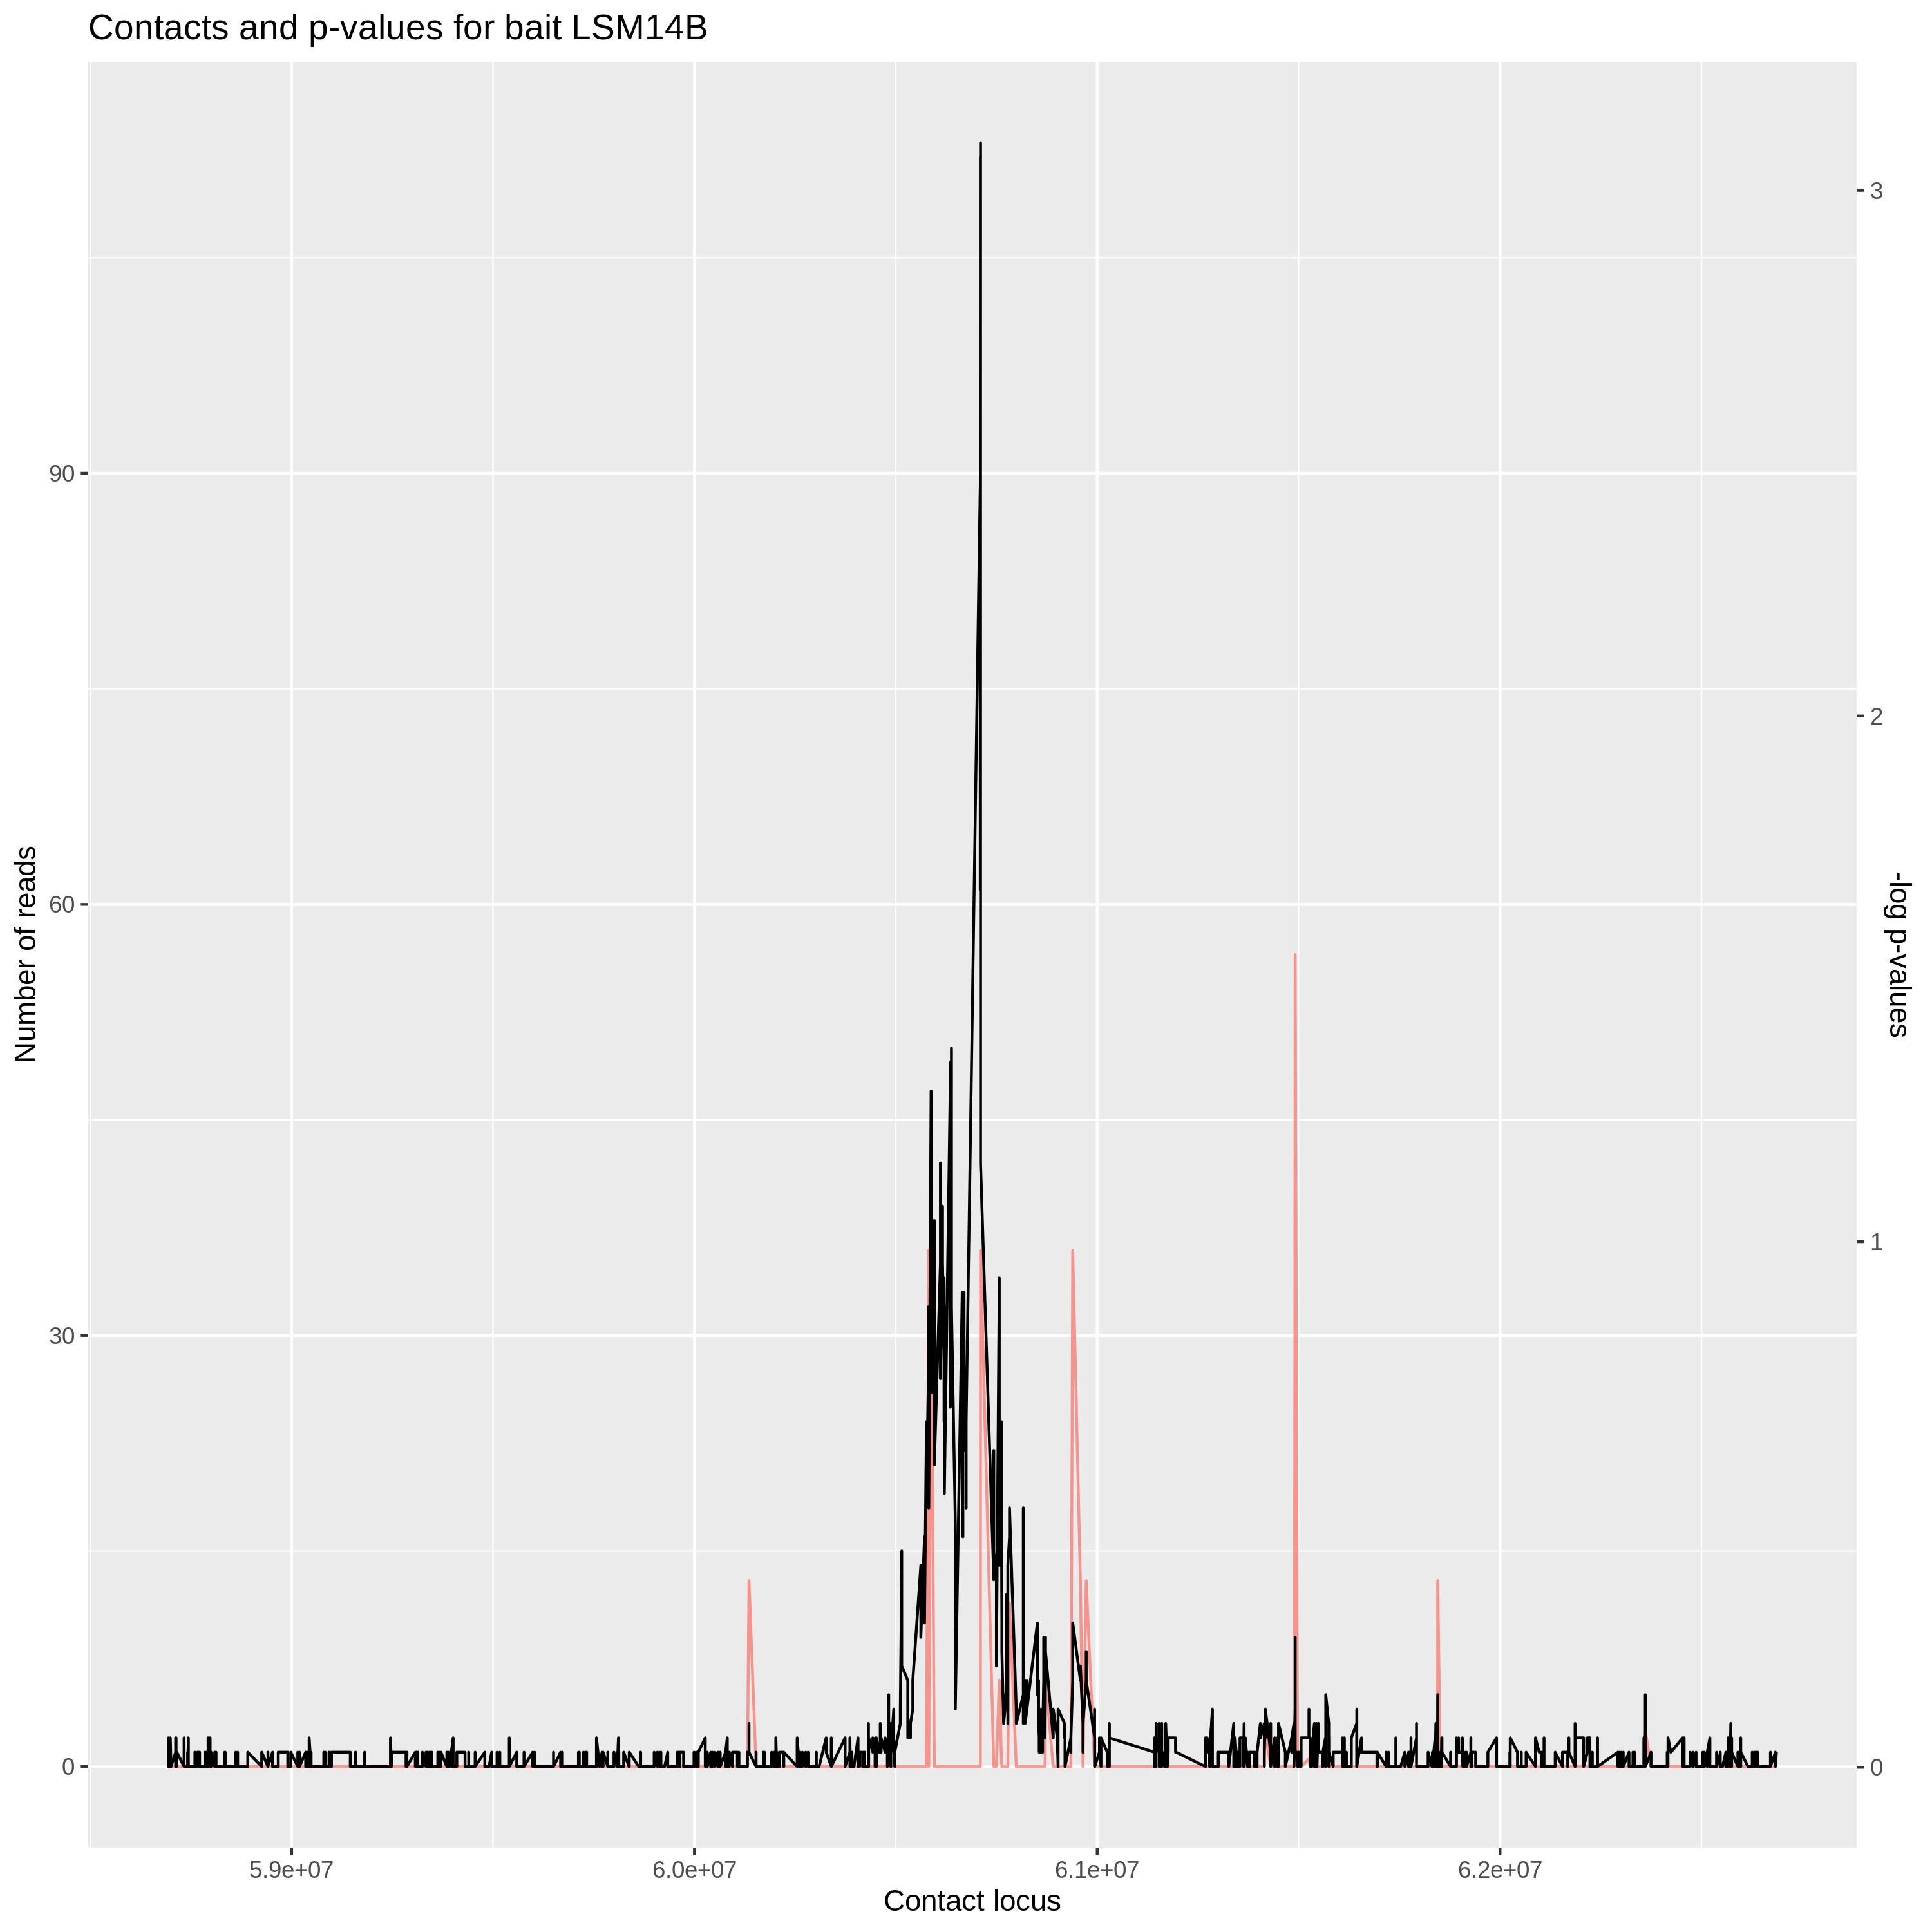 Contacts and p-values for bait LSM14B
3
90
2
60
Number of reads
-log p-values
1
30
0
0
5.9e+07
6.0e+07
6.1e+07
6.2e+07
Contact locus